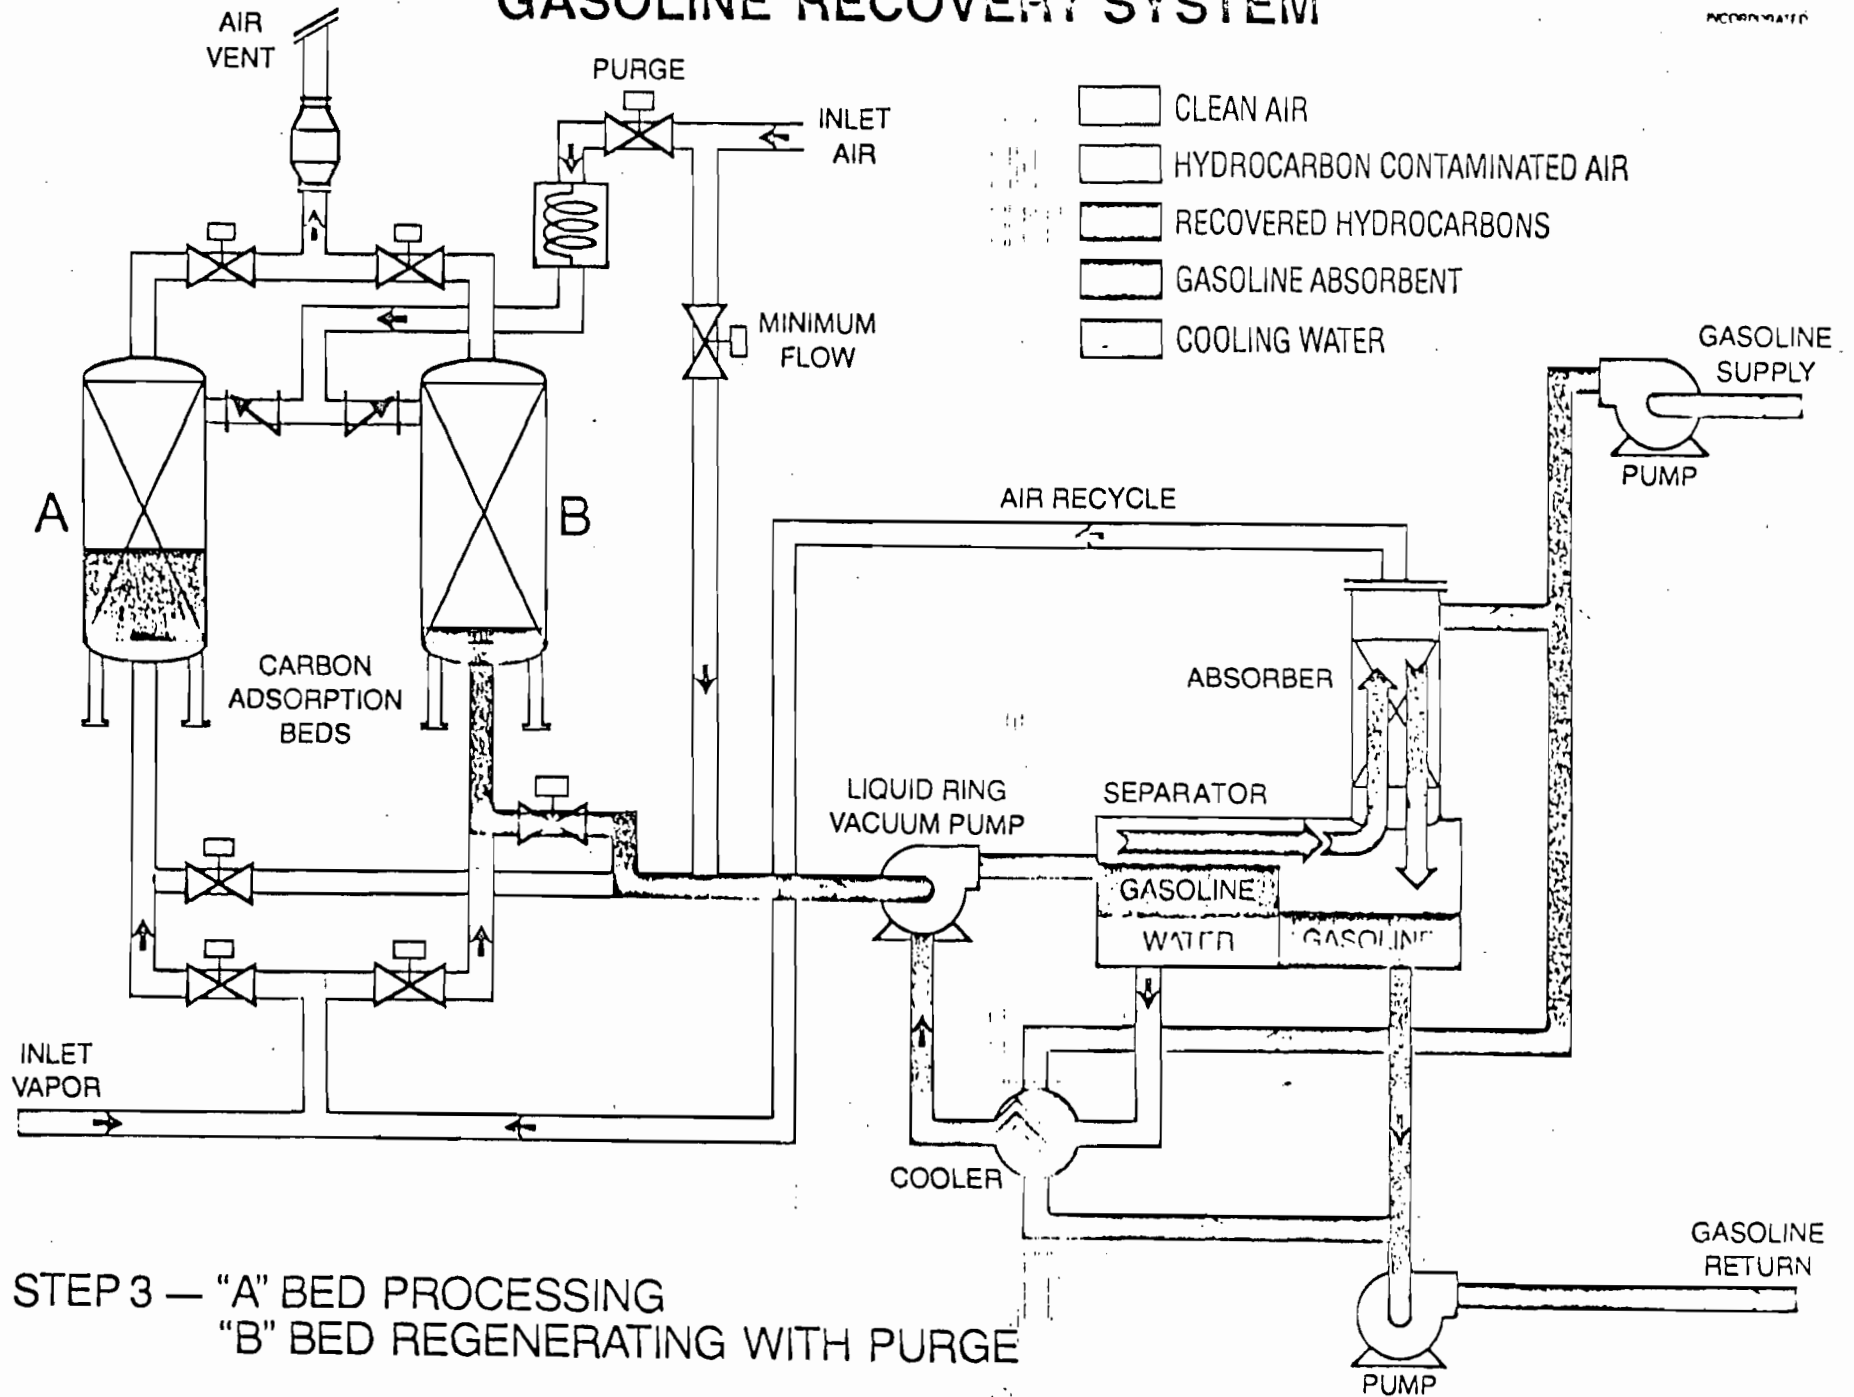 GASOLINE RECOVERY SYSTEM
INCORPORATED
AIR
VENT
PURGE
INLET
AIR
CLEAN AIR
HYDROCARBON CONTAMINATED AIR
RECOVERED HYDROCARBONS
GASOLINE ABSORBENT
COOLING WATER
MINIMUM
FLOW
GASOLINE
SUPPLY
PUMP
A
B
AIR RECYCLE
CARBON
ADSORPTION
BEDS
ABSORBER
LIQUID RING
VACUUM PUMP
SEPARATOR
GASOLINE
WATER
GASOLINE
INLET
VAPOR
COOLER
GASOLINE
RETURN
PUMP
STEP 3 — "A" BED PROCESSING
"B" BED REGENERATING WITH PURGE